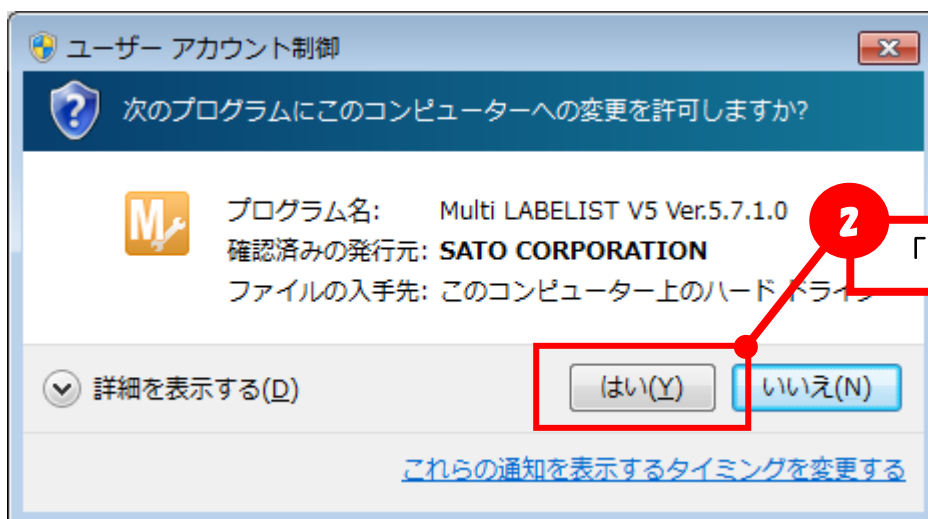 ユーザー アカウント制御
次のプログラムにこのコンピューターへの変更を許可しますか?
M
プログラム名: Multi LABELIST V5 Ver.5.7.1.0
確認済みの発行元: SATO CORPORATION
ファイルの入手先: このコンピューター上のハード ドライブ
2
「
詳細を表示する(D)
はい(Y)
いいえ(N)
これらの通知を表示するタイミングを変更する